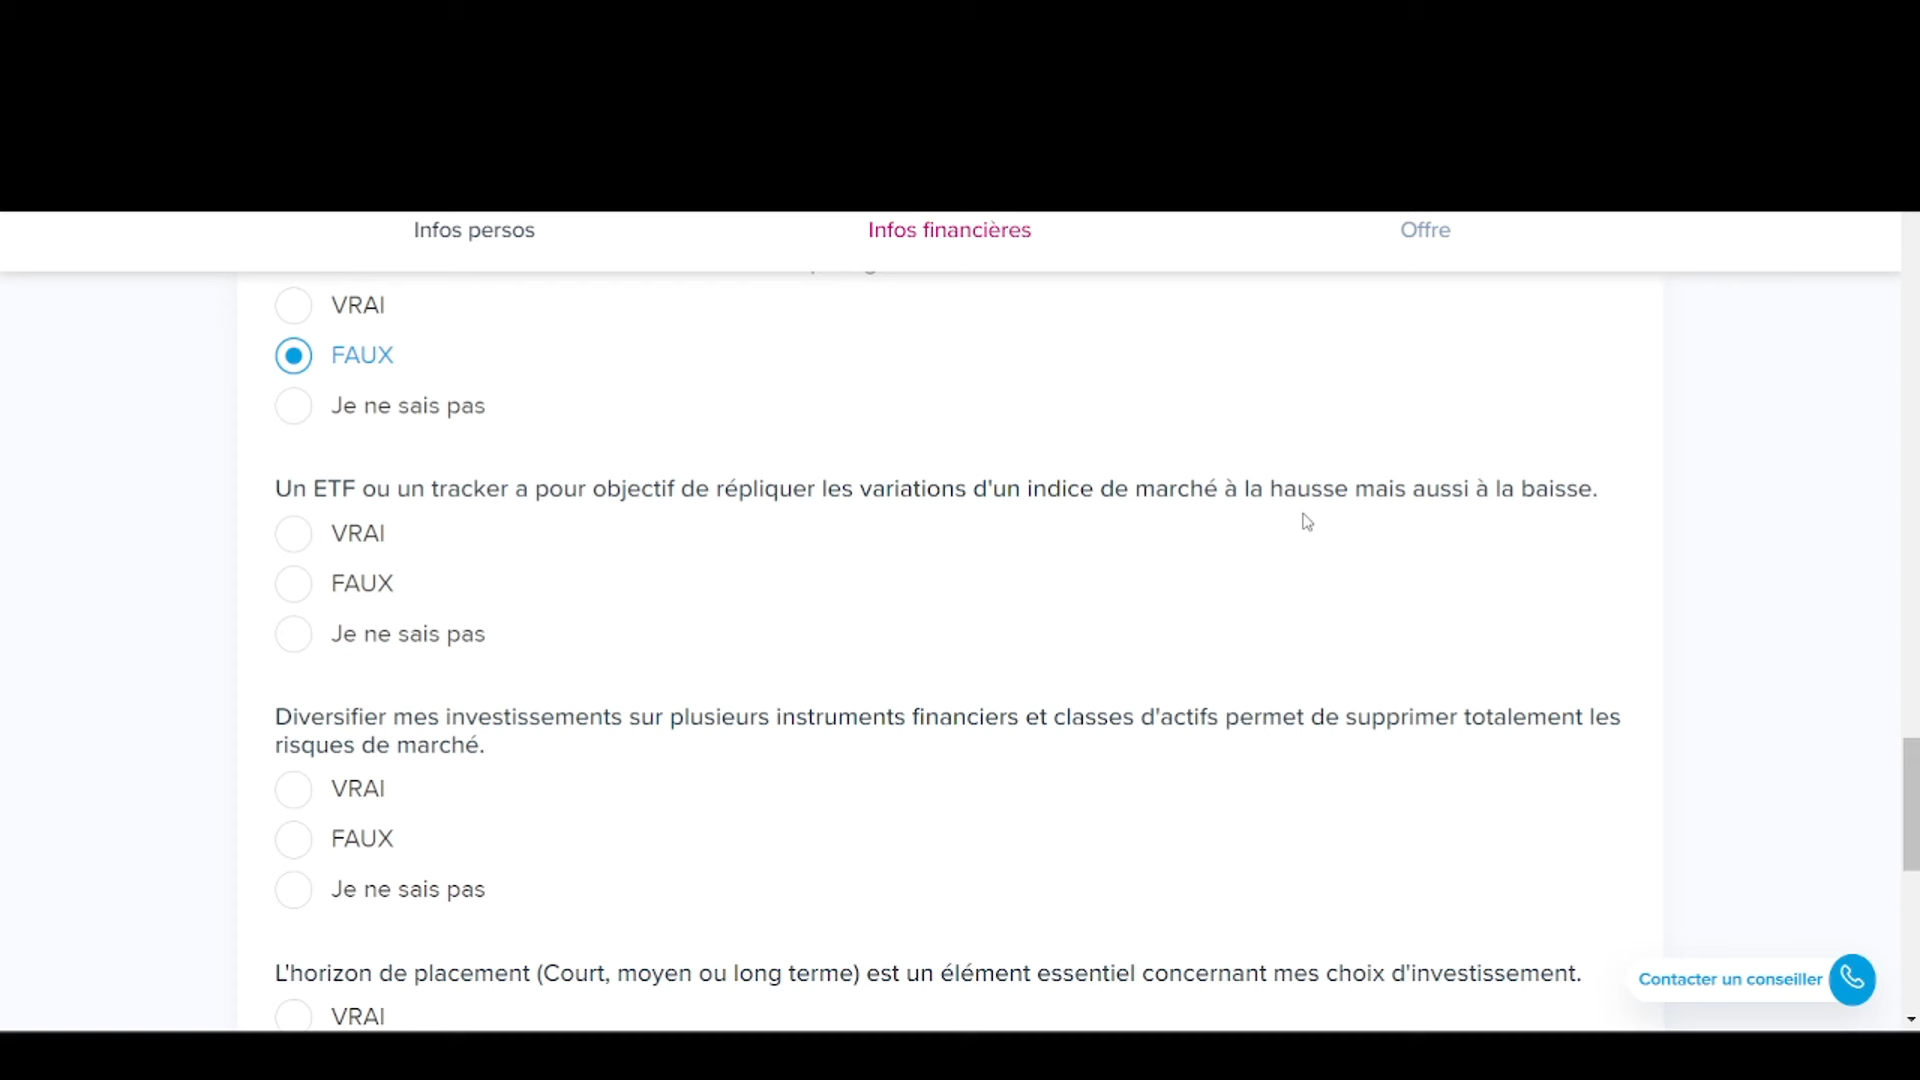 Infos persos
Infos financières
Offre
VRAI
FAUX
Je ne sais pas
Un ETF ou un tracker a pour objectif de répliquer les variations d'un indice de marché à la hausse mais aussi à la baisse.
VRAI
FAUX
Je ne sais pas
Diversifier mes investissements sur plusieurs instruments financiers et classes d'actifs permet de supprimer totalement les
risques de marché.
VRAI
FAUX
Je ne sais pas
L'horizon de placement (Court, moyen ou long terme) est un élément essentiel concernant mes choix d'investissement.
Contacter un conseiller
VRAI